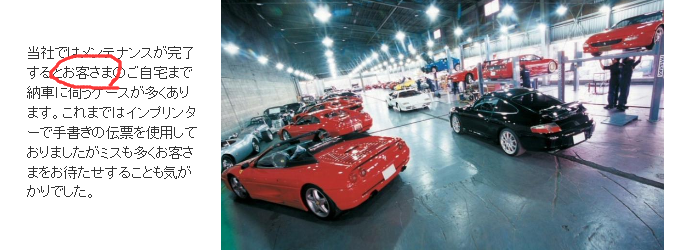 当社ではメンテナンスが完了
するとお客さまのご自宅まで
納車に伺うケースが多くあり
ます。これまではインプリンタ
ーで手書きの伝票を使用して
おりましたがミスも多くお客さ
まをお待たせすることも気が
かりでした。